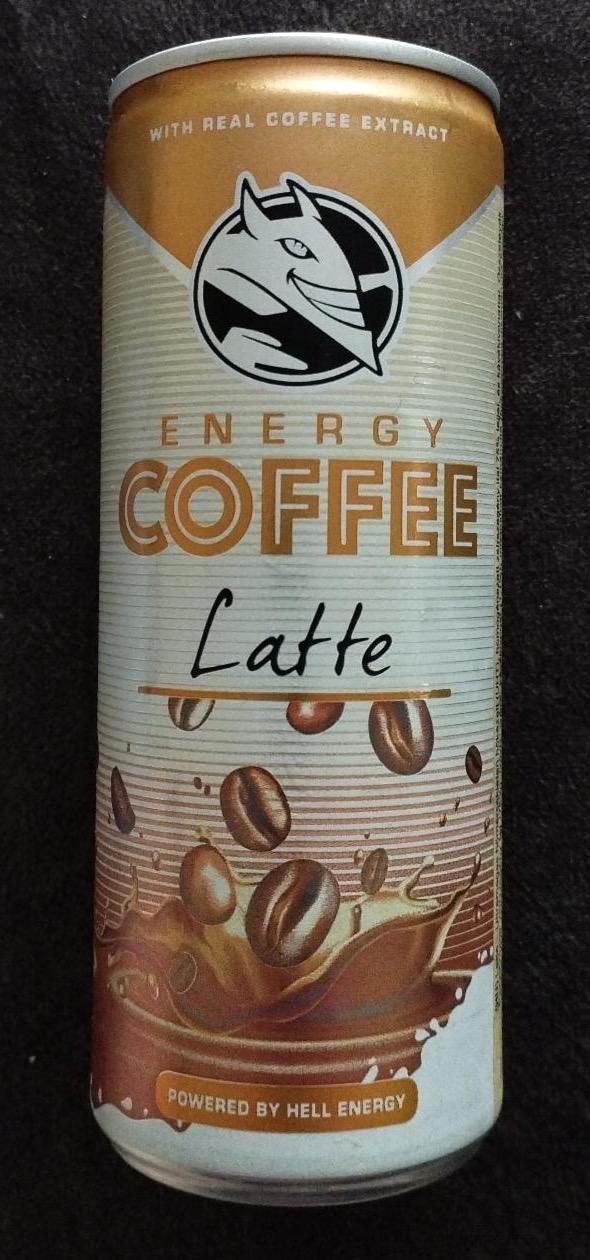 WITH REAL COFFEE EXTRACT
ENERGY
COFFEE
Latte
POWERED BY HELL ENERGY